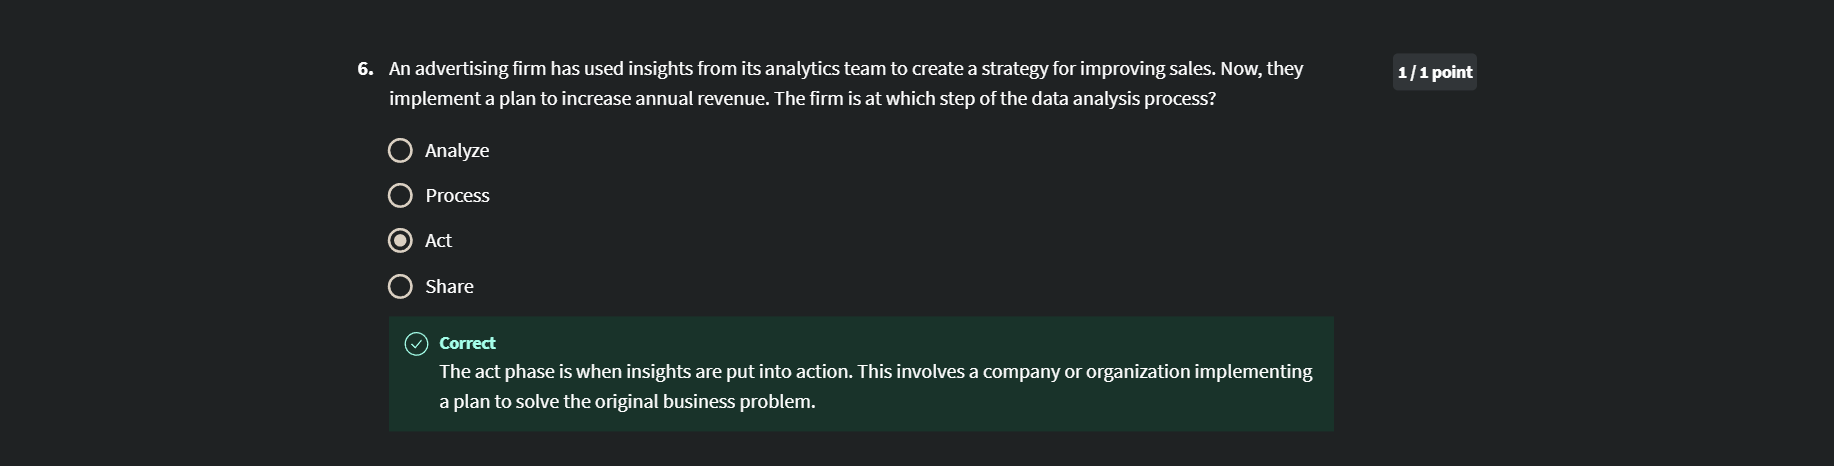 6. An advertising firm has used insights from its analytics team to create a strategy for improving sales. Now, they
implement a plan to increase annual revenue. The firm is at which step of the data analysis process?
1 / 1 point
Analyze
Process
Act
Share
Correct
The act phase is when insights are put into action. This involves a company or organization implementing
a plan to solve the original business problem.